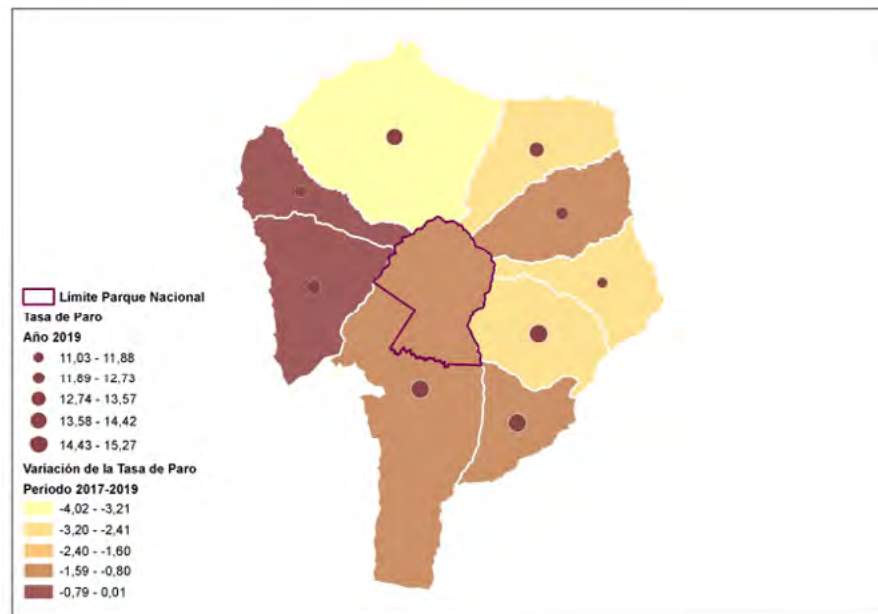 Límite Parque Nacional
Tasa de Paro
Año 2019
11,03 - 11,88
11,89 - 12,73
12,74 - 13,57
13,58 - 14,42
14,43 - 15,27
Variación de la Tasa de Paro
Periodo 2017-2019
-4,02 - -3,21
-3,20 - -2,41
-2,40 - -1,60
-1,59 - -0,80
-0,79 - 0,01